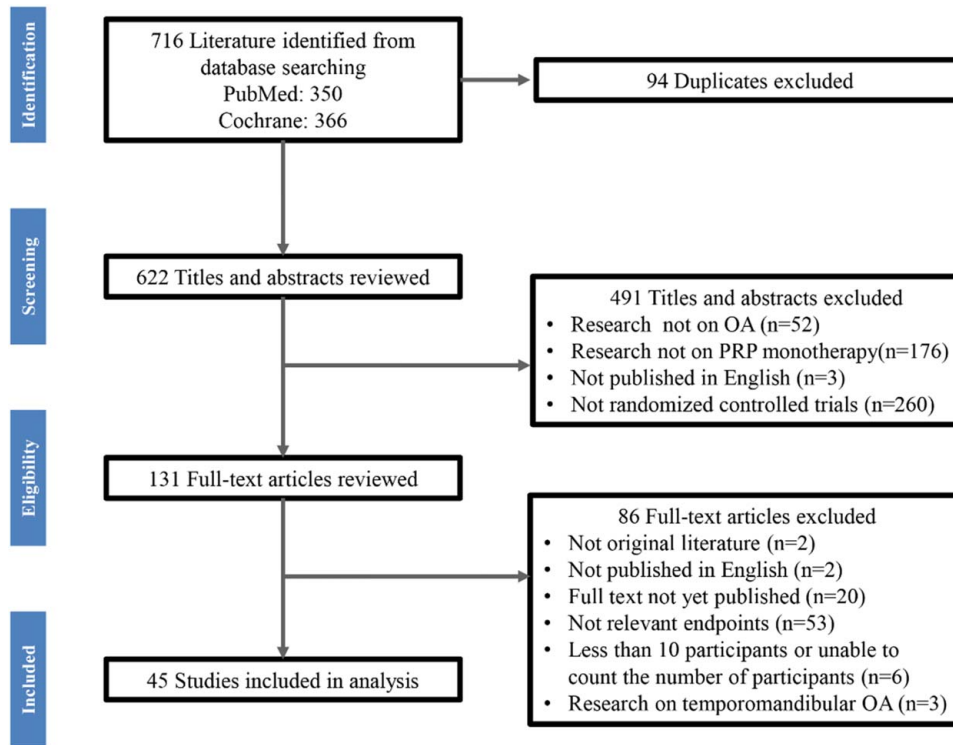 Identification
716 Literature identified from
database searching
PubMed: 350
Cochrane: 366
94 Duplicates excluded
Screening
622 Titles and abstracts reviewed
491 Titles and abstracts excluded
• Research not on OA (n=52)
• Research not on PRP monotherapy(n=176)
• Not published in English (n=3)
• Not randomized controlled trials (n=260)
Eligibility
131 Full-text articles reviewed
86 Full-text articles excluded
• Not original literature (n=2)
• Not published in English (n=2)
• Full text not yet published (n=20)
• Not relevant endpoints (n=53)
• Less than 10 participants or unable to
count the number of participants (n=6)
• Research on temporomandibular OA (n=3)
Included
45 Studies included in analysis